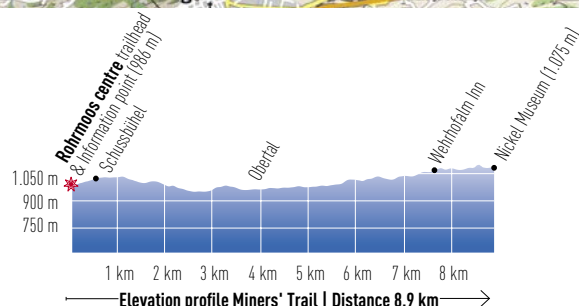 Rohrmoos centre trailhead
& Information point (986 m)
Schussbühel
Obertal
Wehrhofalm Inn
Nickel Museum (1.075 m)
1.050 m
900 m
750 m
1 km 2 km 3 km 4 km 5 km 6 km 7 km 8 km
Elevation profile Miners' Trail | Distance 8.9 km